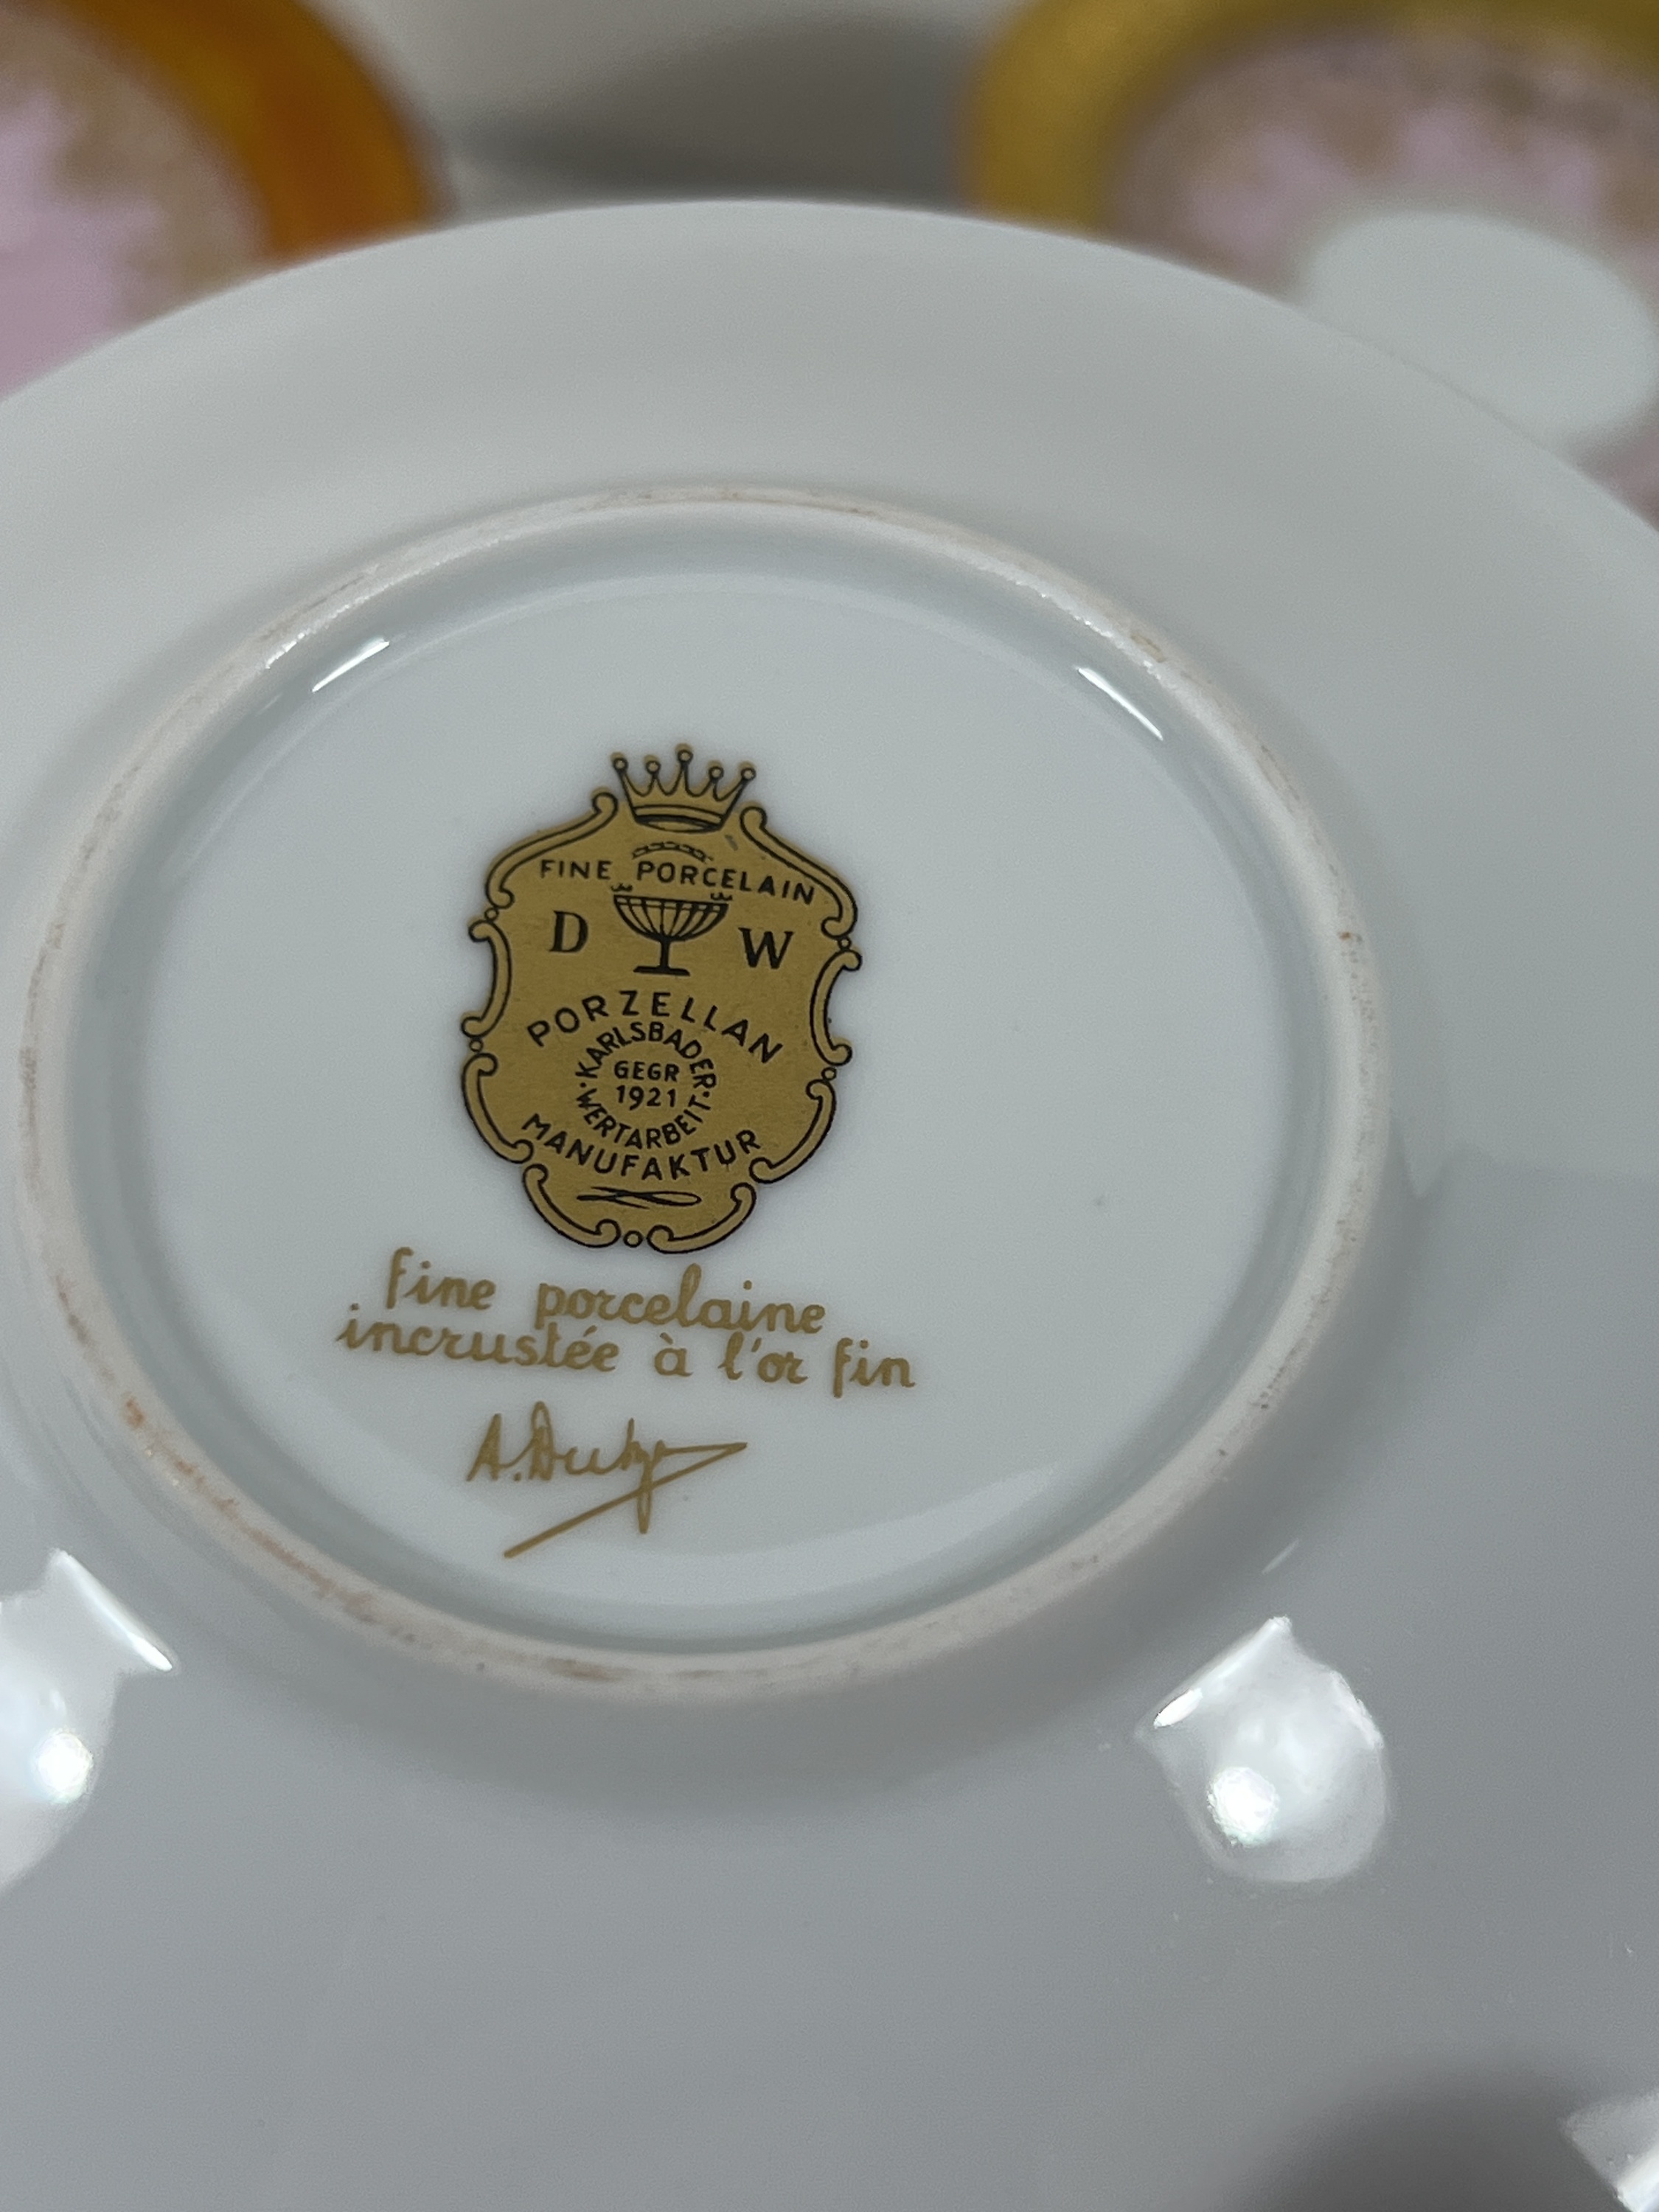 FINE PORCELAIN
D W
PORZELLAN
KARLSBADER
GEGR
1921
WERTARBEIT
MANUFAKTUR
fine porcelaine
incrustée à l'or fin